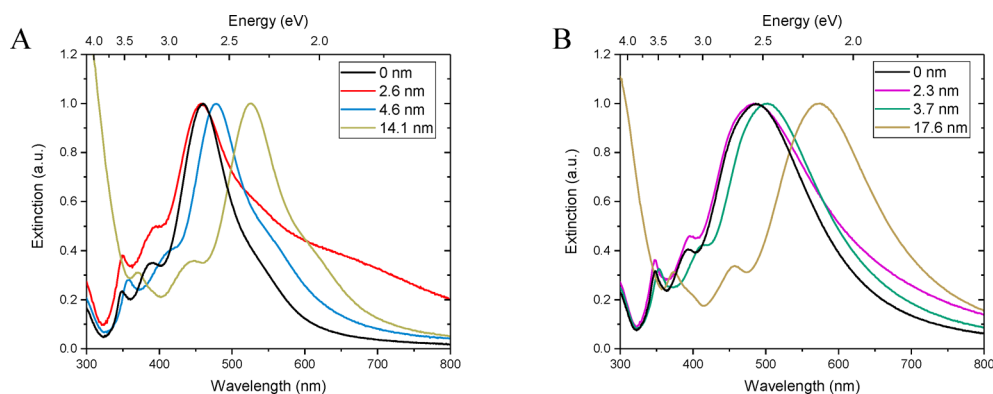 A
Energy (eV)
4.0 3.5 3.0 2.5 2.0
1.2
1.0
0.8
0.6
0.4
0.2
0.0
Extinction (a.u.)
0 nm
2.6 nm
4.6 nm
14.1 nm
300 400 500 600 700 800
Wavelength (nm)
B
Energy (eV)
4.0 3.5 3.0 2.5 2.0
1.2
1.0
0.8
0.6
0.4
0.2
0.0
Extinction (a.u.)
0 nm
2.3 nm
3.7 nm
17.6 nm
300 400 500 600 700 800
Wavelength (nm)